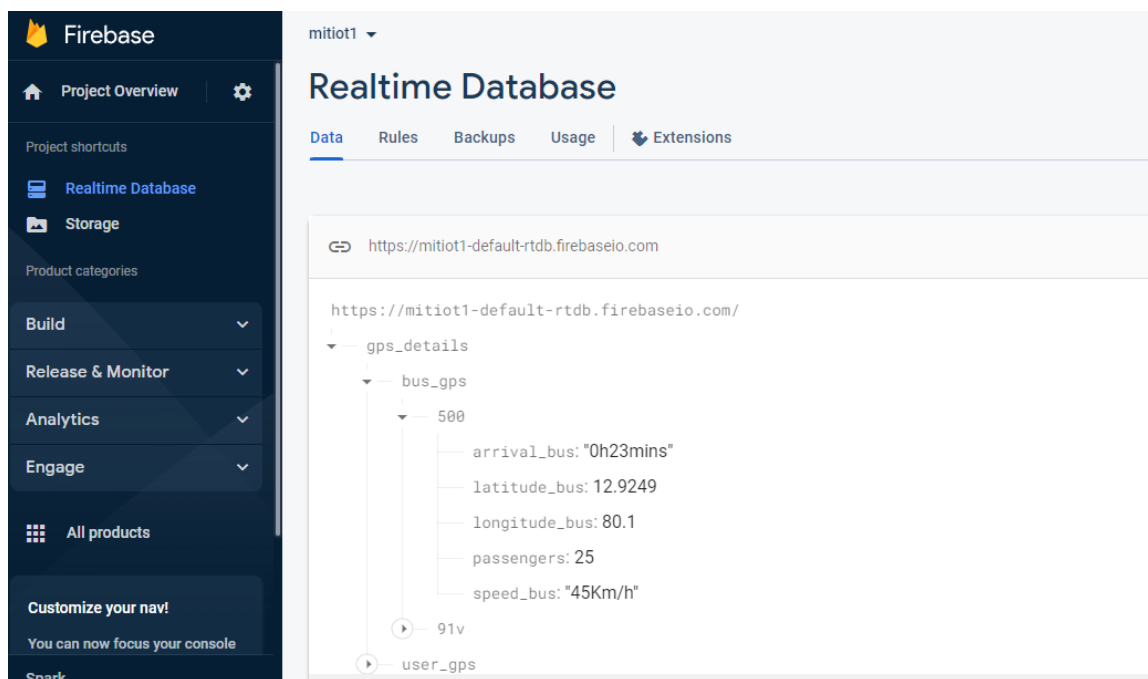 Firebase
Project Overview
Project shortcuts
Realtime Database
Storage
Product categories
Build
Release & Monitor
Analytics
Engage
All products
Customize your nav!
You can now focus your console
Spark
mitiot1
Realtime Database
Data Rules Backups Usage Extensions
https://mitiot1-default-rtdb.firebaseio.com
https://mitiot1-default-rtdb.firebaseio.com/
gps_details
bus_gps
500
arrival_bus: "0h23mins"
latitude_bus: 12.9249
longitude_bus: 80.1
passengers: 25
speed_bus: "45Km/h"
91v
user_gps